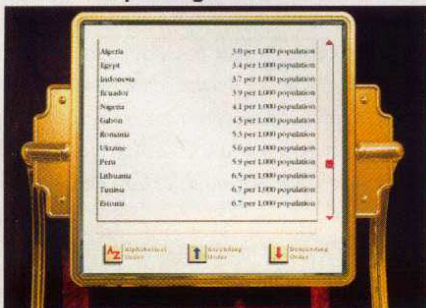 Algeria 3.0 per 1,000 population
Egypt 3.4 per 1,000 population
Indonesia 3.7 per 1,000 population
Ecuador 3.9 per 1,000 population
Nigeria 4.1 per 1,000 population
Gabon 4.5 per 1,000 population
Romania 5.3 per 1,000 population
Ukraine 5.6 per 1,000 population
Peru 5.9 per 1,000 population
Lithuania 6.5 per 1,000 population
Tunisia 6.7 per 1,000 population
Estonia 6.7 per 1,000 population
AZ Alphabetical Order
Ascending Order
Descending Order